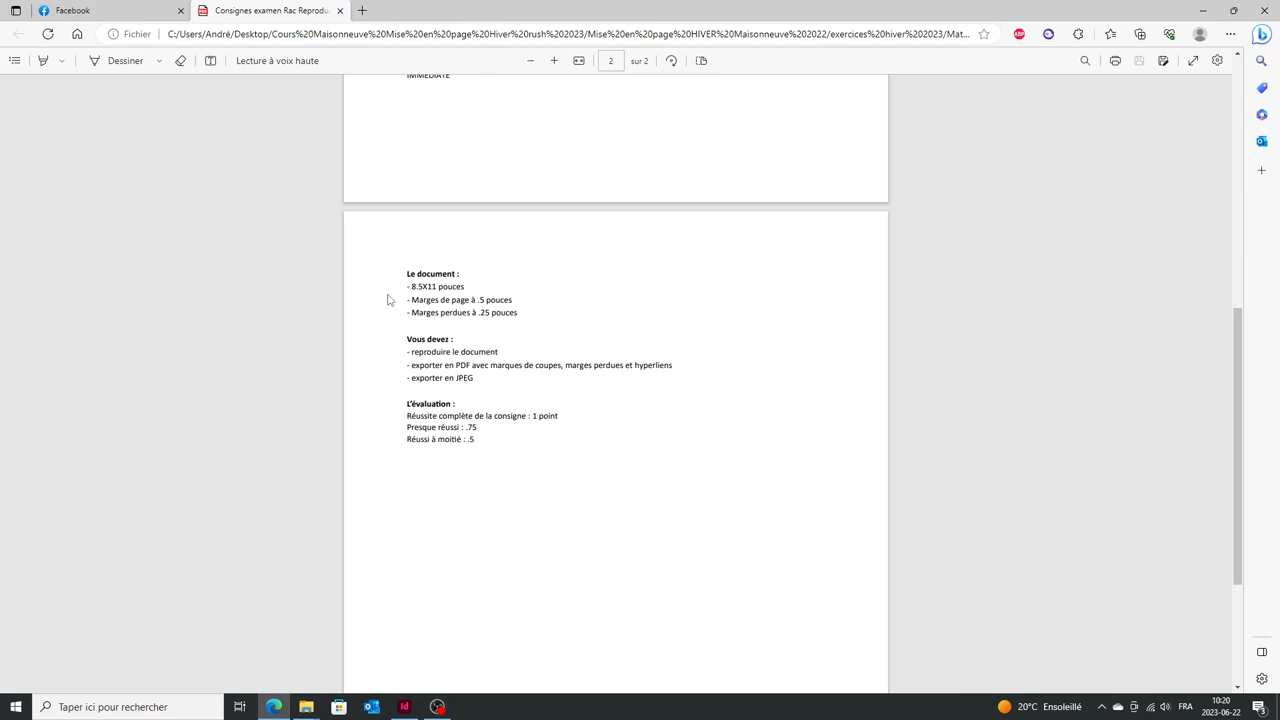 Facebook
Consignes examen Rac Reprodu
Fichier
C:/Users/André/Desktop/Cours%20Maisonneuve%20Mise%20en%20page%20Hiver%20rush%202023/Mise%20en%20page%20HIVER%20Maisonneuve%202022/exercices%20hiver%202023/Mat...
Dessiner
Lecture à voix haute
2
sur 2
IMMÉDIATE
Le document :
- 8.5X11 pouces
- Marges de page à .5 pouces
- Marges perdues à .25 pouces
Vous devez :
- reproduire le document
- exporter en PDF avec marques de coupes, marges perdues et hyperliens
- exporter en JPEG
L'évaluation :
Réussite complète de la consigne : 1 point
Presque réussi : .75
Réussi à moitié : .5
Taper ici pour rechercher
20°C Ensoleillé
FRA
10:20
2023-06-22